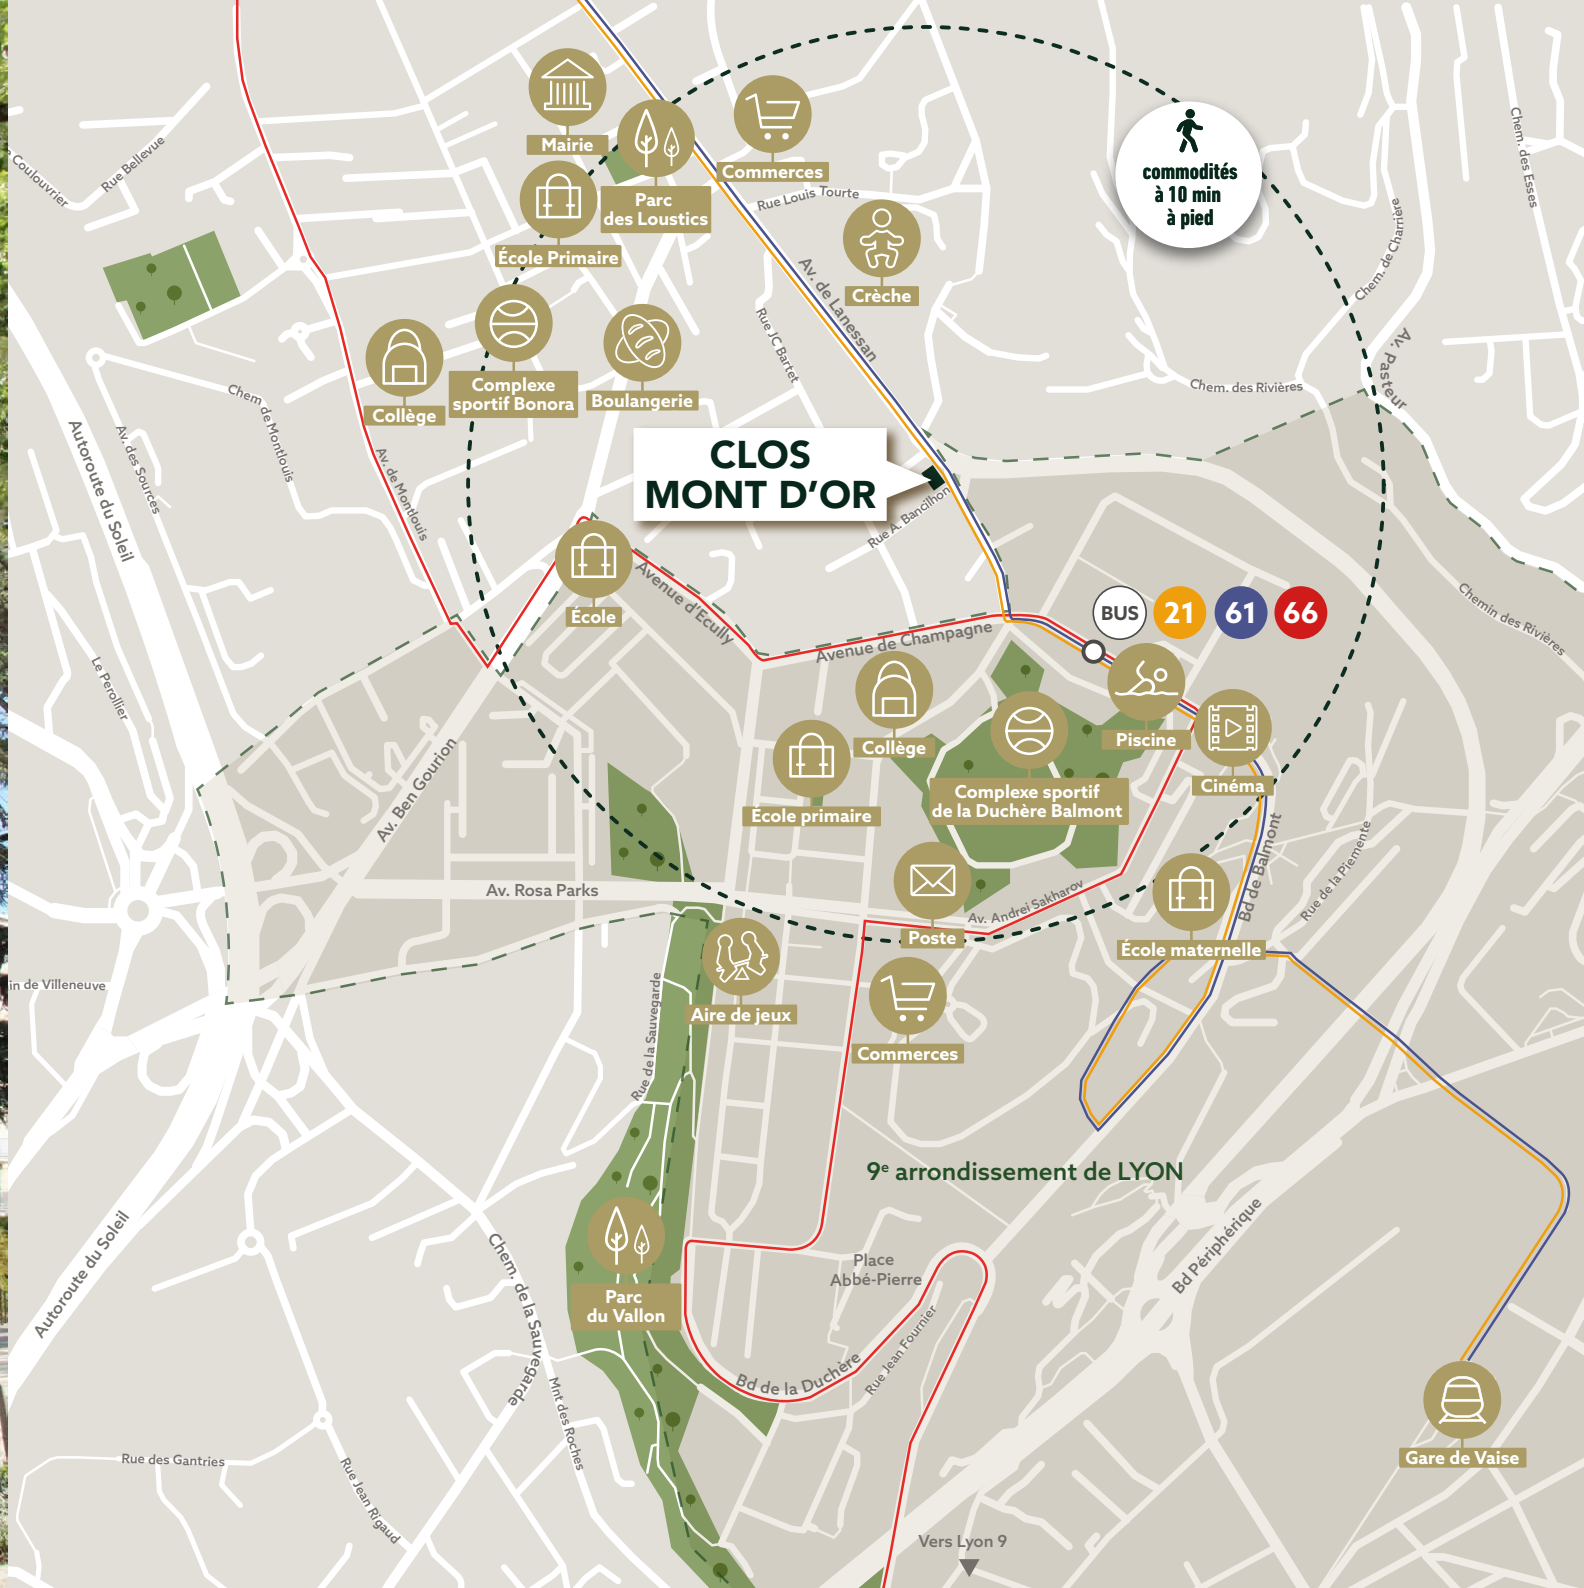 Mairie
Parc
des Loustics
Commerces
École Primaire
Rue Louis Tourte
Crèche
commodités
à 10 min
à pied
Chem. des Esses
Chem. de Charrière
Rue Bellevue
Coulouvrier
Collège
Complexe
sportif Bonora
Boulangerie
Rue JC Bartet
Av. de Lanessan
Chem. des Rivières
Av. Pasteur
Chem de Montlouis
Av. des Sources
Autoroute du Soleil
Av. de Montlouis
CLOS
MONT D'OR
Rue A. Bancilhon
École
Avenue d'Ecully
Avenue de Champagne
BUS 21 61 66
Chemin des Rivières
Le Perollier
Av. Ben Gourion
Collège
École primaire
Complexe sportif
de la Duchère Balmont
Piscine
Cinéma
Bd de Balmont
Rue de la Piemente
Av. Rosa Parks
Poste
Av. Andrei Sakharov
École maternelle
in de Villeneuve
Rue de la Sauvegarde
Aire de jeux
Commerces
9e arrondissement de LYON
Autoroute du Soleil
Chem. de la Sauvegarde
Parc
du Vallon
Place
Abbé-Pierre
Bd Périphérique
Bd de la Duchère
Rue Jean Fournier
Mnt des Roches
Rue des Gantries
Rue Jean Rigaud
Gare de Vaise
Vers Lyon 9